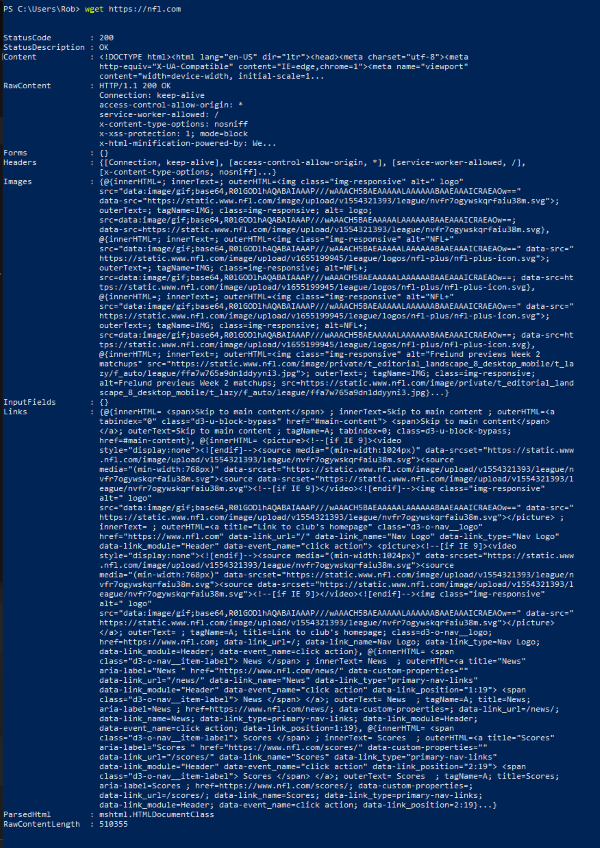 PS C:\Users\Rob> wget https://nfl.com
StatusCode : 200
StatusDescription : OK
Content : <!DOCTYPE html><html lang="en-US" dir="ltr"><head><meta charset="utf-8"><meta
http-equiv="X-UA-Compatible" content="IE=edge,chrome=1"><meta name="viewport"
content="width=device-width, initial-scale=1...
RawContent : HTTP/1.1 200 OK
Connection: keep-alive
access-control-allow-origin: *
service-worker-allowed: /
x-content-type-options: nosniff
x-xss-protection: 1; mode=block
x-html-minification-powered-by: We...
Forms : {}
Headers : {[Connection, keep-alive], [access-control-allow-origin, *], [service-worker-allowed, /],
[x-content-type-options, nosniff]...}
Images : {@{innerHTML=; innerText=; outerHTML=<img class="img-responsive" alt=" logo"
src="data:image/gif;base64,R0lGODlhAQABAIAAAP///wAAACH5BAEAAAAALAAAAAABAAEAAAICRAEAOw=="
data-src="https://static.www.nfl.com/image/upload/v1554321393/league/nvfr7ogywskqrfaiu38m.svg">;
outerText=; tagName=IMG; class=img-responsive; alt= logo;
src=data:image/gif;base64,R0lGODlhAQABAIAAAP///wAAACH5BAEAAAAALAAAAAABAAEAAAICRAEAOw==;
data-src=https://static.www.nfl.com/image/upload/v1554321393/league/nvfr7ogywskqrfaiu38m.svg},
@{innerHTML=; innerText=; outerHTML=<img class="img-responsive" alt="NFL+"
src="data:image/gif;base64,R0lGODlhAQABAIAAAP///wAAACH5BAEAAAAALAAAAAABAAEAAAICRAEAOw==" data-src="
https://static.www.nfl.com/image/upload/v1655199945/league/logos/nfl-plus/nfl-plus-icon.svg">;
outerText=; tagName=IMG; class=img-responsive; alt=NFL+;
src=data:image/gif;base64,R0lGODlhAQABAIAAAP///wAAACH5BAEAAAAALAAAAAABAAEAAAICRAEAOw==; data-src=ht
tps://static.www.nfl.com/image/upload/v1655199945/league/logos/nfl-plus/nfl-plus-icon.svg},
@{innerHTML=; innerText=; outerHTML=<img class="img-responsive" alt="NFL+"
src="data:image/gif;base64,R0lGODlhAQABAIAAAP///wAAACH5BAEAAAAALAAAAAABAAEAAAICRAEAOw==" data-src="
https://static.www.nfl.com/image/upload/v1655199945/league/logos/nfl-plus/nfl-plus-icon.svg">;
outerText=; tagName=IMG; class=img-responsive; alt=NFL+;
src=data:image/gif;base64,R0lGODlhAQABAIAAAP///wAAACH5BAEAAAAALAAAAAABAAEAAAICRAEAOw==; data-src=ht
tps://static.www.nfl.com/image/upload/v1655199945/league/logos/nfl-plus/nfl-plus-icon.svg},
@{innerHTML=; innerText=; outerHTML=<img class="img-responsive" alt="Frelund previews Week 2
matchups" src="https://static.www.nfl.com/image/private/t_editorial_landscape_8_desktop_mobile/t_la
zy/f_auto/league/ffw765a9dn1ddyyni3.jpg">; outerText=; tagName=IMG; class=img-responsive;
alt=Frelund previews Week 2 matchups; src=https://static.www.nfl.com/image/private/t_editorial_land
scape_8_desktop_mobile/t_lazy/f_auto/league/ffw765a9dn1ddyyni3.jpg}...}
InputFields : {}
Links : {@{innerHTML= <span>Skip to main content</span> ; innerText=Skip to main content ; outerHTML=<a
tabindex="0" class="d3-u-block-bypass" href="#main-content"> <span>Skip to main content</span>
</a>; outerText=Skip to main content ; tagName=A; tabindex=0; class=d3-u-block-bypass;
href=#main-content}, @{innerHTML= <picture><!--[if IE 9]><video
style="display:none"><![endif]--><source media="(min-width:1024px)" data-srcset="https://static.www
.nfl.com/image/upload/v1554321393/league/nvfr7ogywskqrfaiu38m.svg"><source
media="(min-width:768px)" data-srcset="https://static.www.nfl.com/image/upload/v1554321393/league/n
vfr7ogywskqrfaiu38m.svg"><source data-srcset="https://static.www.nfl.com/image/upload/v1554321393/l
eague/nvfr7ogywskqrfaiu38m.svg"><!--[if IE 9]></video><![endif]--><img class="img-responsive"
alt=" logo"
src="data:image/gif;base64,R0lGODlhAQABAIAAAP///wAAACH5BAEAAAAALAAAAAABAAEAAAICRAEAOw==" data-src="
https://static.www.nfl.com/image/upload/v1554321393/league/nvfr7ogywskqrfaiu38m.svg"></picture> ;
innerText= ; outerHTML=<a title="Link to club's homepage" class="d3-o-nav__logo"
href="https://www.nfl.com" data-link_url="/" data-link_name="Nav Logo" data-link_type="Nav Logo"
data-link_module="Header" data-event_name="click action"> <picture><!--[if IE 9]><video
style="display:none"><![endif]--><source media="(min-width:1024px)" data-srcset="https://static.www
.nfl.com/image/upload/v1554321393/league/nvfr7ogywskqrfaiu38m.svg"><source
media="(min-width:768px)" data-srcset="https://static.www.nfl.com/image/upload/v1554321393/league/n
vfr7ogywskqrfaiu38m.svg"><source data-srcset="https://static.www.nfl.com/image/upload/v1554321393/l
eague/nvfr7ogywskqrfaiu38m.svg"><!--[if IE 9]></video><![endif]--><img class="img-responsive"
alt=" logo"
src="data:image/gif;base64,R0lGODlhAQABAIAAAP///wAAACH5BAEAAAAALAAAAAABAAEAAAICRAEAOw==" data-src="
https://static.www.nfl.com/image/upload/v1554321393/league/nvfr7ogywskqrfaiu38m.svg"></picture>
</a>; outerText= ; tagName=A; title=Link to club's homepage; class=d3-o-nav__logo;
href=https://www.nfl.com; data-link_url=/; data-link_name=Nav Logo; data-link_type=Nav Logo;
data-link_module=Header; data-event_name=click action}, @{innerHTML= <span
class="d3-o-nav__item-label"> News </span> ; innerText= News  ; outerHTML=<a title="News"
aria-label="News " href="https://www.nfl.com/news/" data-custom-properties=""
data-link_url="/news/" data-link_name="News" data-link_type="primary-nav-links"
data-link_module="Header" data-event_name="click action" data-link_position="1:19"> <span
class="d3-o-nav__item-label"> News </span> </a>; outerText= News  ; tagName=A; title=News;
aria-label=News ; href=https://www.nfl.com/news/; data-custom-properties=; data-link_url=/news/;
data-link_name=News; data-link_type=primary-nav-links; data-link_module=Header;
data-event_name=click action; data-link_position=1:19}, @{innerHTML= <span
class="d3-o-nav__item-label"> Scores </span> ; innerText= Scores  ; outerHTML=<a title="Scores"
aria-label="Scores " href="https://www.nfl.com/scores/" data-custom-properties=""
data-link_url="/scores/" data-link_name="Scores" data-link_type="primary-nav-links"
data-link_module="Header" data-event_name="click action" data-link_position="2:19"> <span
class="d3-o-nav__item-label"> Scores </span> </a>; outerText= Scores  ; tagName=A; title=Scores;
aria-label=Scores ; href=https://www.nfl.com/scores/; data-custom-properties=;
data-link_url=/scores/; data-link_name=Scores; data-link_type=primary-nav-links;
data-link_module=Header; data-event_name=click action; data-link_position=2:19}...}
ParsedHtml : mshtml.HTMLDocumentClass
RawContentLength : 510355